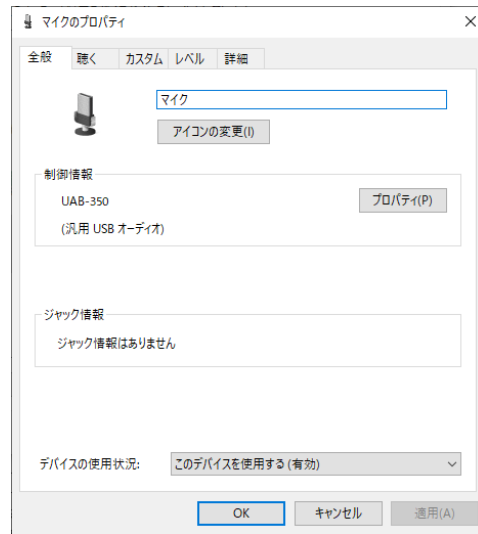 マイクのプロパティ
全般 聴く カスタム レベル 詳細
マイク
アイコンの変更(I)
制御情報
UAB-350 プロパティ(P)
(汎用 USB オーディオ)
ジャック情報
ジャック情報はありません
デバイスの使用状況: このデバイスを使用する (有効)
OK キャンセル 適用(A)